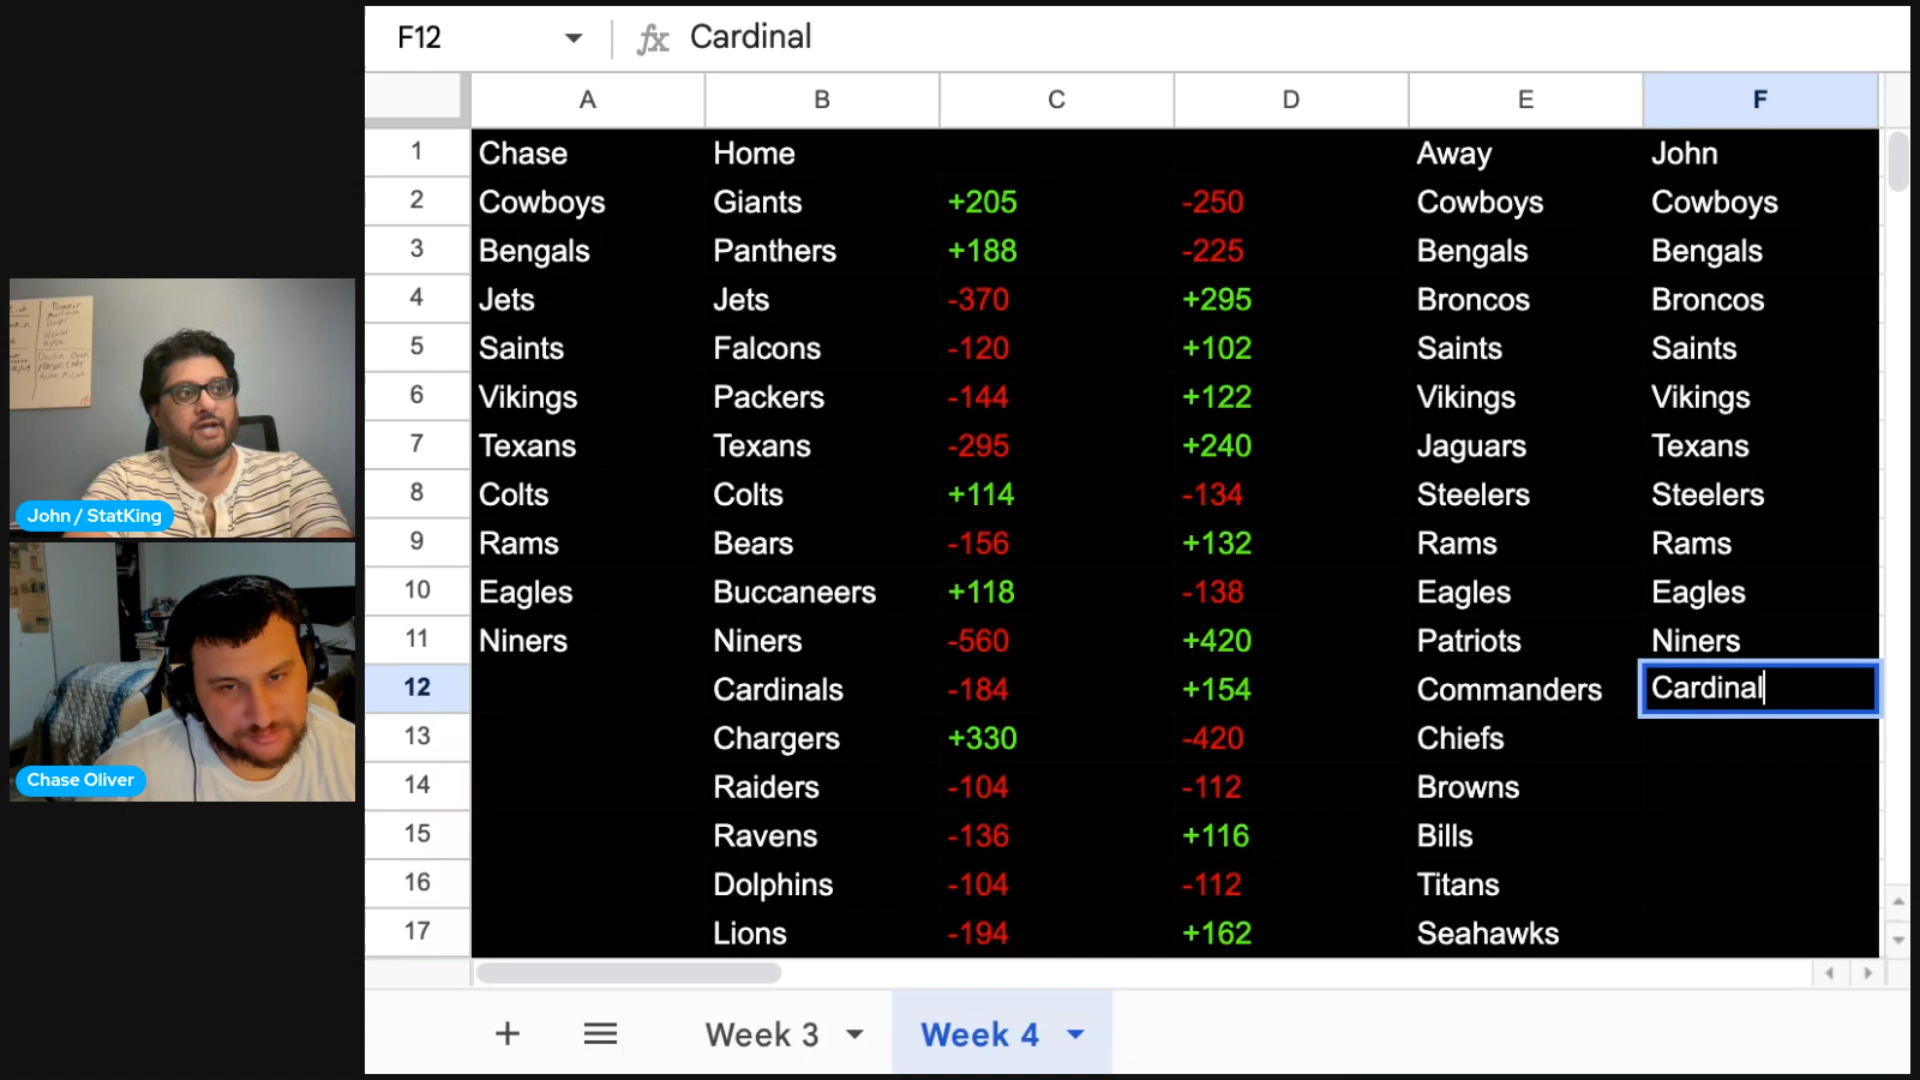 F12 fx Cardinal
A B C D E F
1 Chase Home Away John
2 Cowboys Giants +205 -250 Cowboys Cowboys
3 Bengals Panthers +188 -225 Bengals Bengals
4 Jets Jets -370 +295 Broncos Broncos
5 Saints Falcons -120 +102 Saints Saints
6 Vikings Packers -144 +122 Vikings Vikings
7 Texans Texans -295 +240 Jaguars Texans
8 Colts Colts +114 -134 Steelers Steelers
9 Rams Bears -156 +132 Rams Rams
10 Eagles Buccaneers +118 -138 Eagles Eagles
11 Niners Niners -560 +420 Patriots Niners
12 Cardinals -184 +154 Commanders Cardinal
13 Chargers +330 -420 Chiefs
14 Raiders -104 -112 Browns
15 Ravens -136 +116 Bills
16 Dolphins -104 -112 Titans
17 Lions -194 +162 Seahawks
Week 3 Week 4
John / StatKing
Chase Oliver